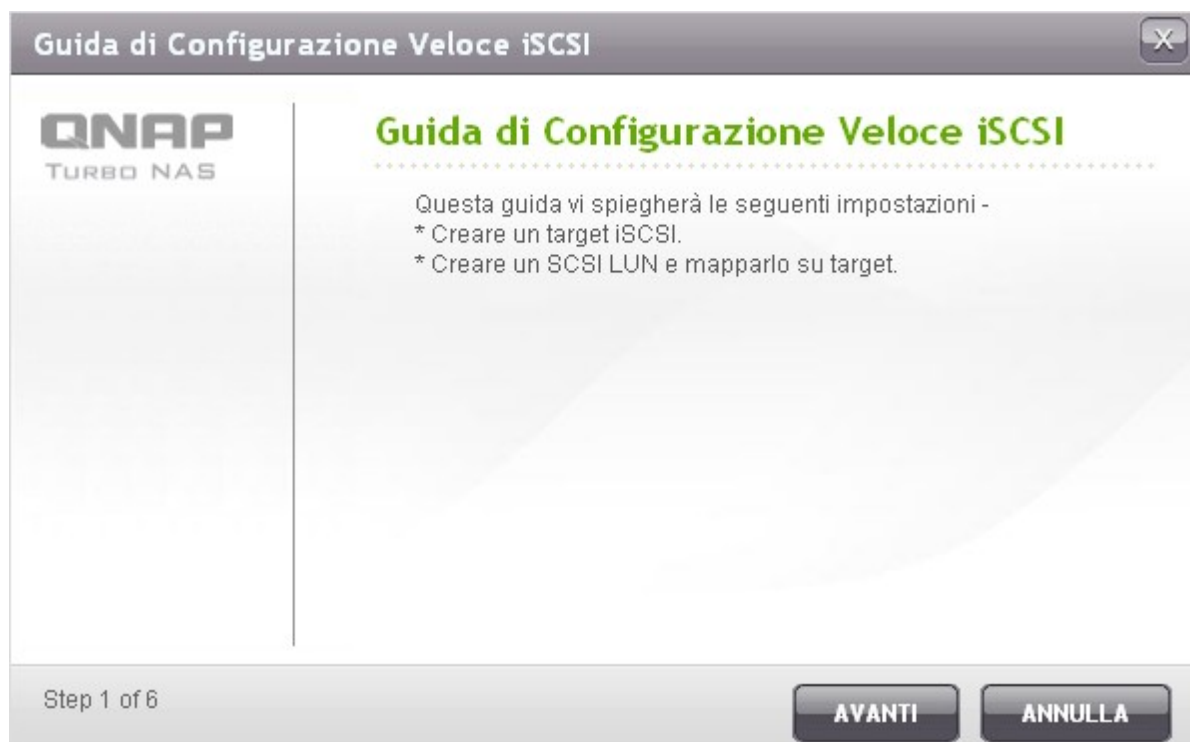 Guida di Configurazione Veloce iSCSI
X
QNAP
TURBO NAS
Guida di Configurazione Veloce iSCSI
Questa guida vi spiegherà le seguenti impostazioni -
* Creare un target iSCSI.
* Creare un SCSI LUN e mapparlo su target.
Step 1 of 6
AVANTI
ANNULLA